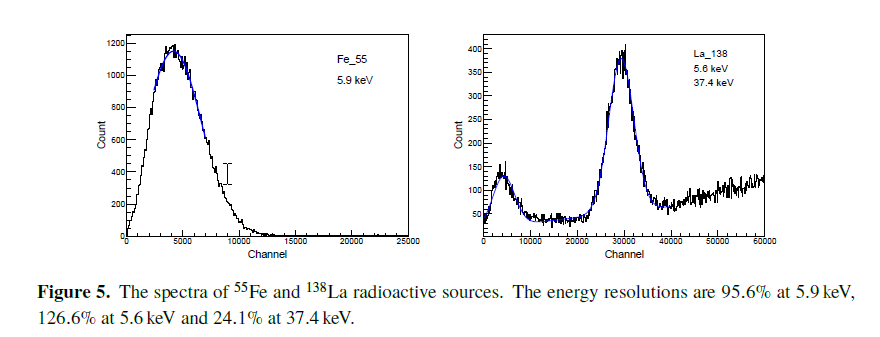 Fe_55
5.9 keV
Count
1200
1000
800
600
400
200
0
0 5000 10000 15000 20000 25000
Channel
La_138
5.6 keV
37.4 keV
Count
400
350
300
250
200
150
100
50
0 10000 20000 30000 40000 50000 60000
Channel
Figure 5. The spectra of ⁵⁵Fe and ¹³⁸La radioactive sources. The energy resolutions are 95.6% at 5.9 keV,
126.6% at 5.6 keV and 24.1% at 37.4 keV.